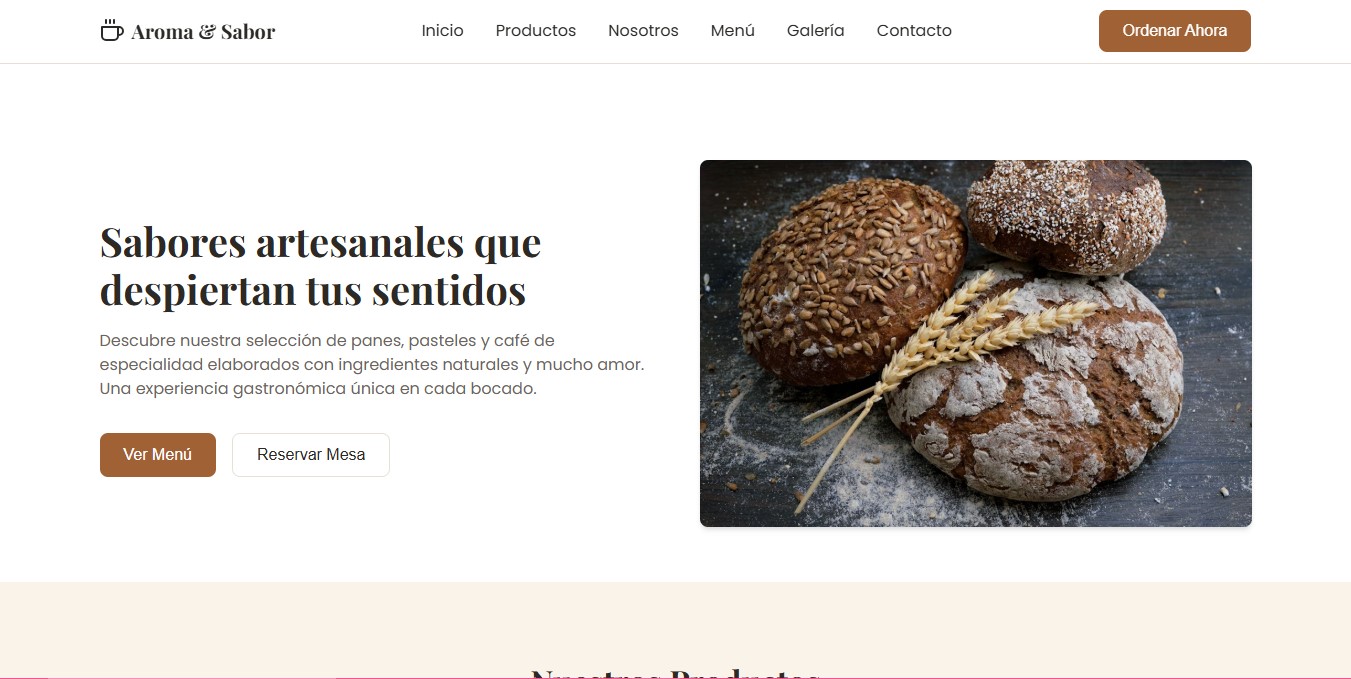 Aroma & Sabor
Inicio
Productos
Nosotros
Menú
Galería
Contacto
Ordenar Ahora
Sabores artesanales que
despiertan tus sentidos
Descubre nuestra selección de panes, pasteles y café de
especialidad elaborados con ingredientes naturales y mucho amor.
Una experiencia gastronómica única en cada bocado.
Ver Menú
Reservar Mesa
Nuestros Productos